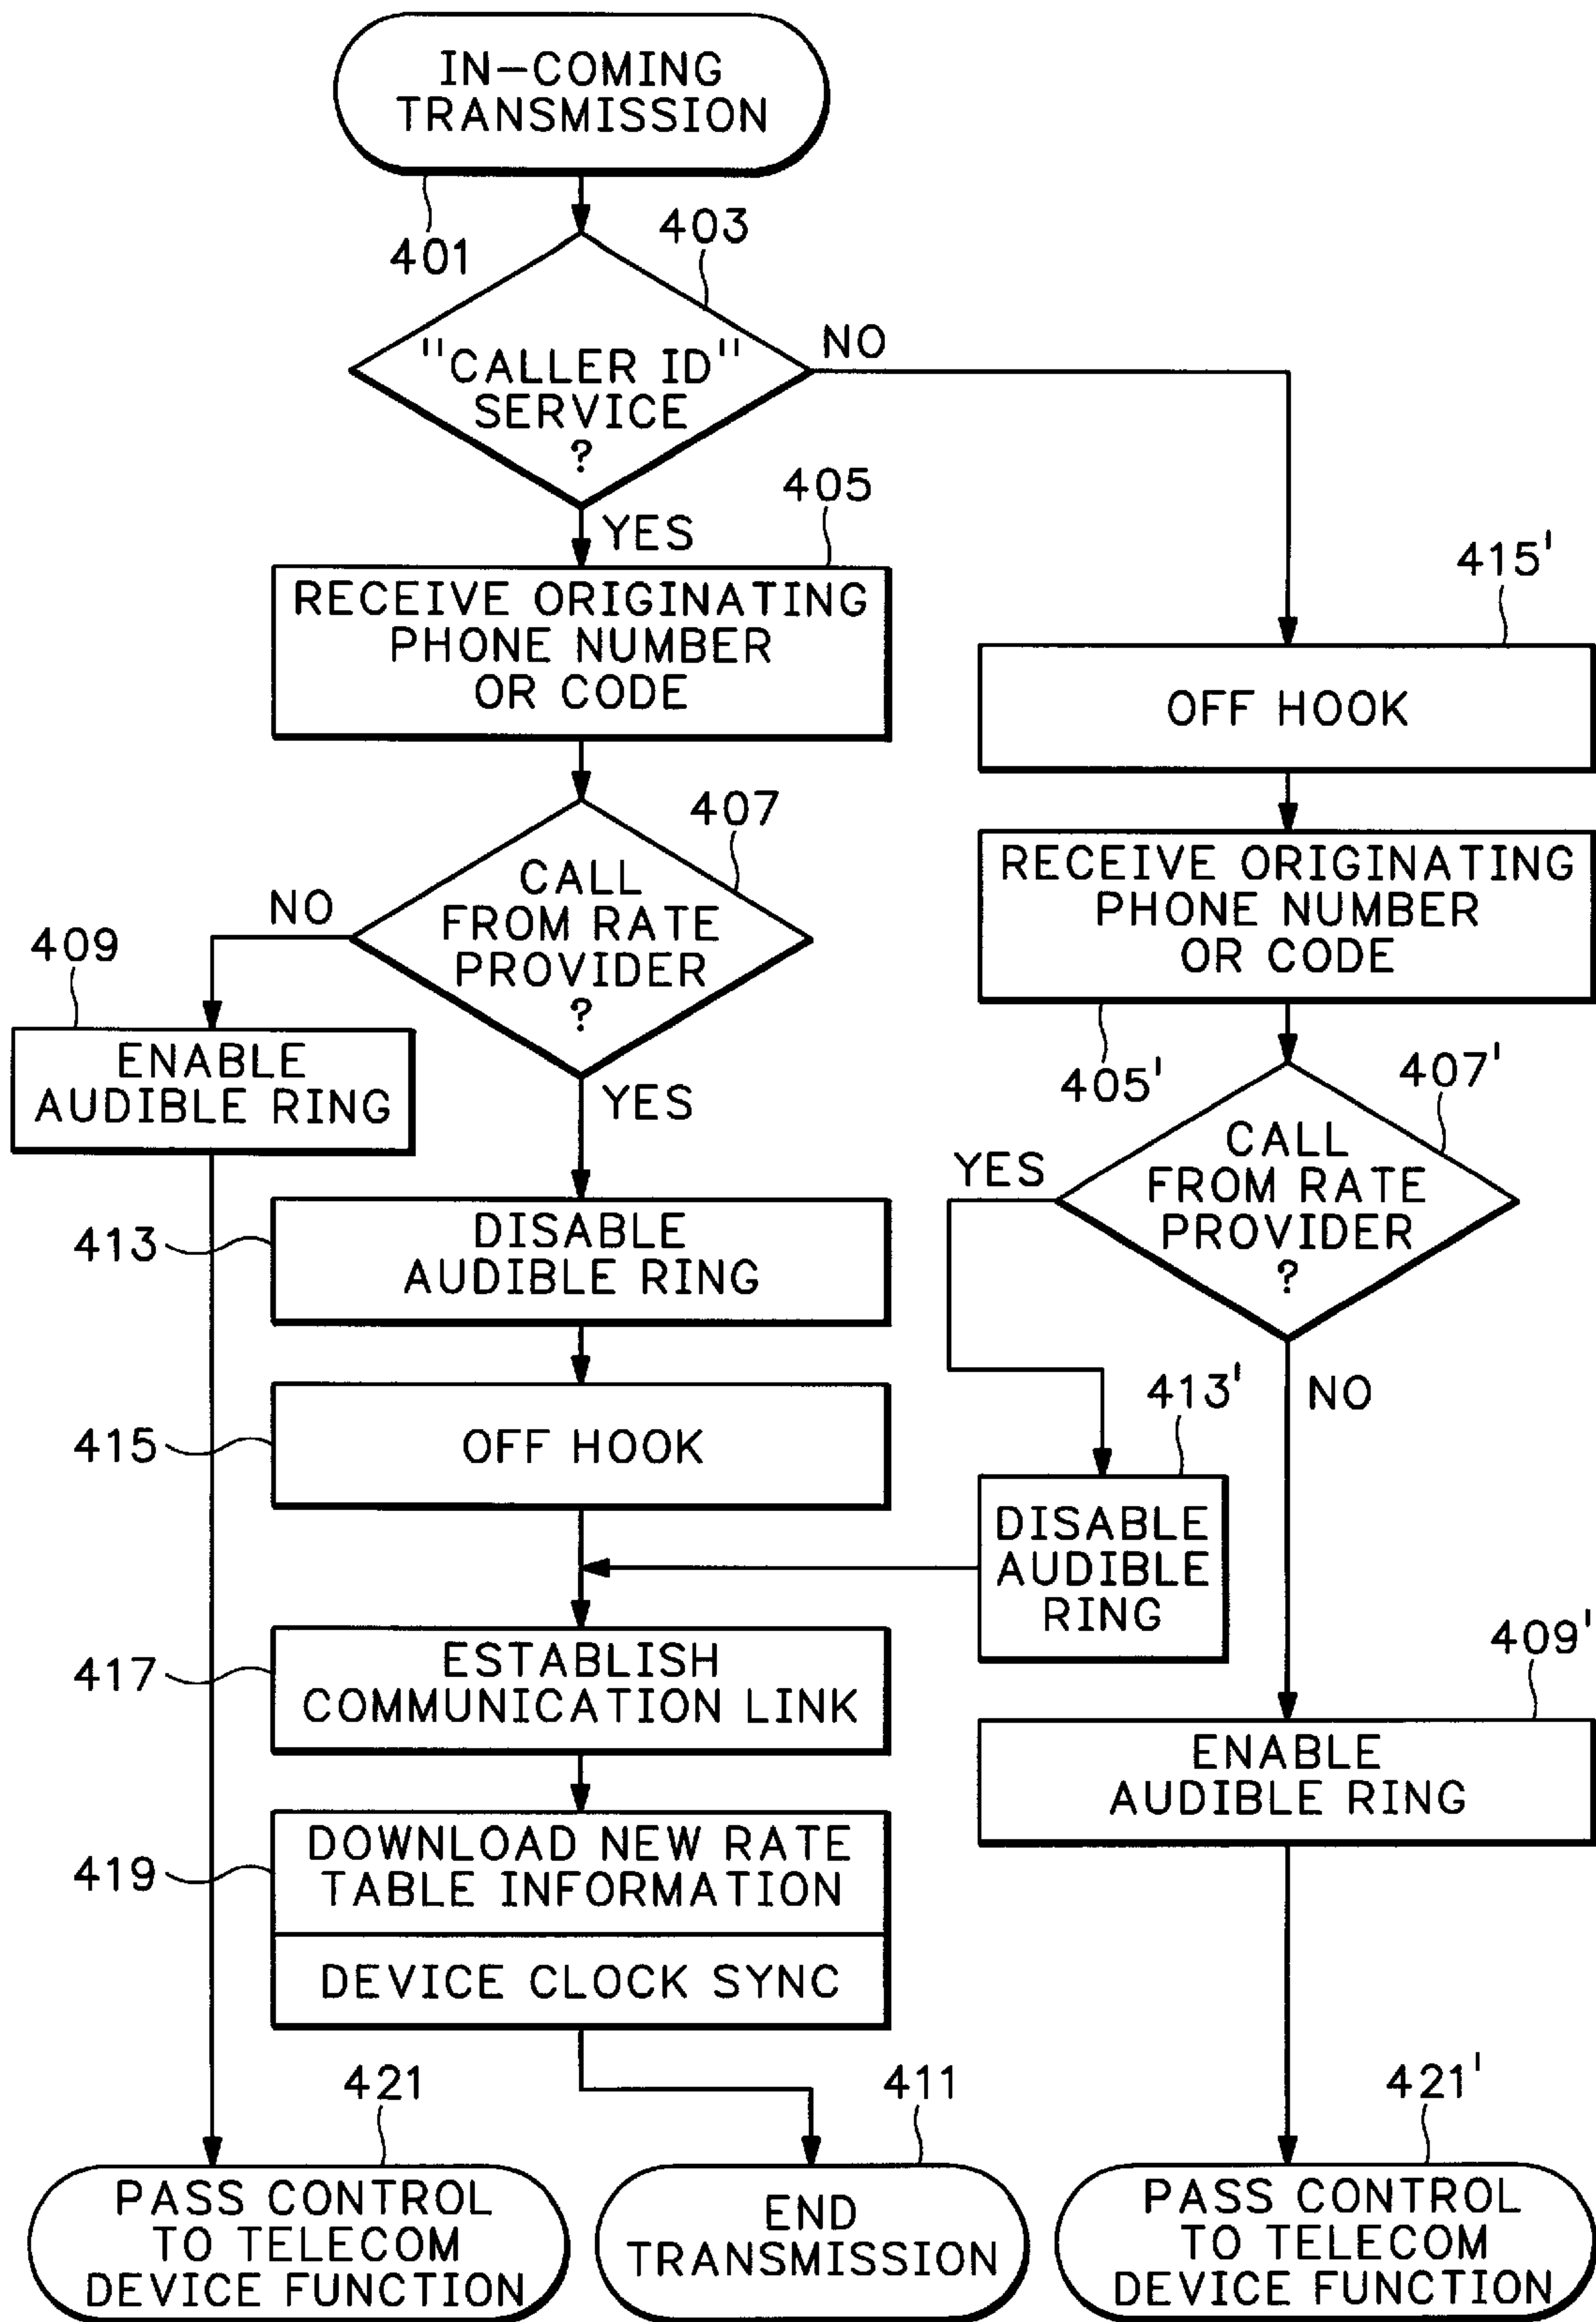 IN-COMING
TRANSMISSION
401
403
"CALLER ID"
SERVICE
?
NO
YES
405
RECEIVE ORIGINATING
PHONE NUMBER
OR CODE
415'
OFF HOOK
407
CALL
FROM RATE
PROVIDER
?
NO
YES
RECEIVE ORIGINATING
PHONE NUMBER
OR CODE
405'
409
ENABLE
AUDIBLE RING
407'
CALL
FROM RATE
PROVIDER
?
YES
NO
413
DISABLE
AUDIBLE RING
415
OFF HOOK
413'
DISABLE
AUDIBLE
RING
417
ESTABLISH
COMMUNICATION LINK
409'
ENABLE
AUDIBLE RING
419
DOWNLOAD NEW RATE
TABLE INFORMATION
DEVICE CLOCK SYNC
421
PASS CONTROL
TO TELECOM
DEVICE FUNCTION
411
END
TRANSMISSION
421'
PASS CONTROL
TO TELECOM
DEVICE FUNCTION